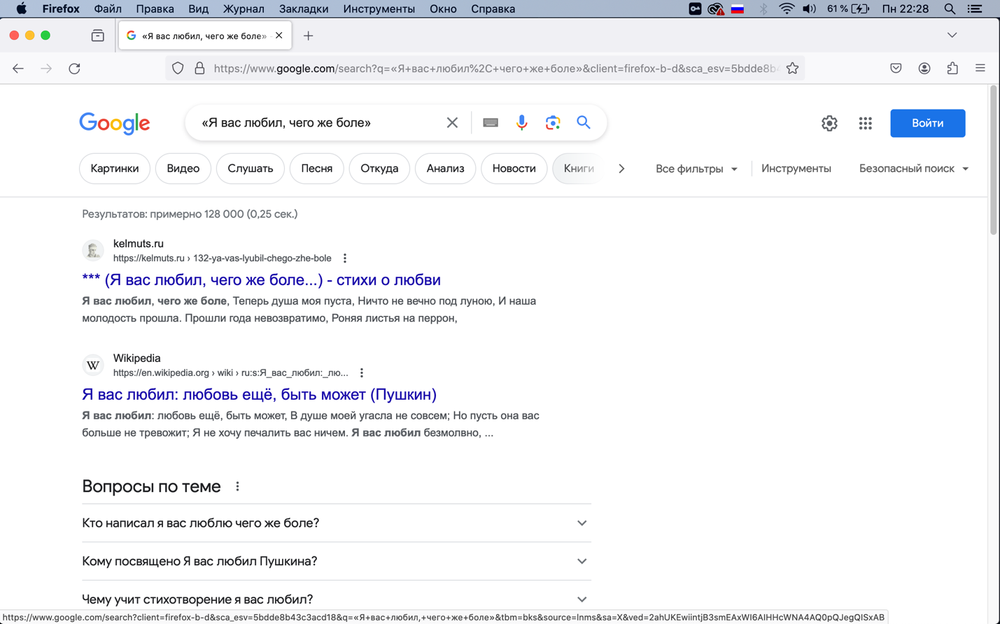 Firefox Файл Правка Вид Журнал Закладки Инструменты Окно Справка 61 % Пн 22:28
«Я вас любил, чего же боле» -
https://www.google.com/search?q=«Я+вас+любил%2C+чего+же+боле»&client=firefox-b-d&sca_esv=5bdde8b4
Google «Я вас любил, чего же боле» Войти
Картинки Видео Слушать Песня Откуда Анализ Новости Книги Все фильтры Инструменты Безопасный поиск
Результатов: примерно 128 000 (0,25 сек.)
kelmuts.ru
https://kelmuts.ru › 132-ya-vas-lyubil-chego-zhe-bole
*** (Я вас любил, чего же боле...) - стихи о любви
Я вас любил, чего же боле, Теперь душа моя пуста, Ничто не вечно под луною, И наша
молодость прошла. Прошли года невозвратимо, Роняя листья на перрон,
W Wikipedia
https://en.wikipedia.org › wiki › ru:s:Я_вас_любил:_лю...
Я вас любил: любовь ещё, быть может (Пушкин)
Я вас любил: любовь ещё, быть может, В душе моей угасла не совсем; Но пусть она вас
больше не тревожит; Я не хочу печалить вас ничем. Я вас любил безмолвно, ...
Вопросы по теме
Кто написал я вас люблю чего же боле?
Кому посвящено Я вас любил Пушкина?
Чему учит стихотворение я вас любил?
https://www.google.com/search?client=firefox-b-d&sca_esv=5bdde8b43c3acd18&q=«Я+вас+любил,+чего+же+боле»&tbm=bks&source=lnms&sa=X&ved=2ahUKEwiintjB3smEAxWI6AIHHcWNA4AQ0pQJegQISxAB